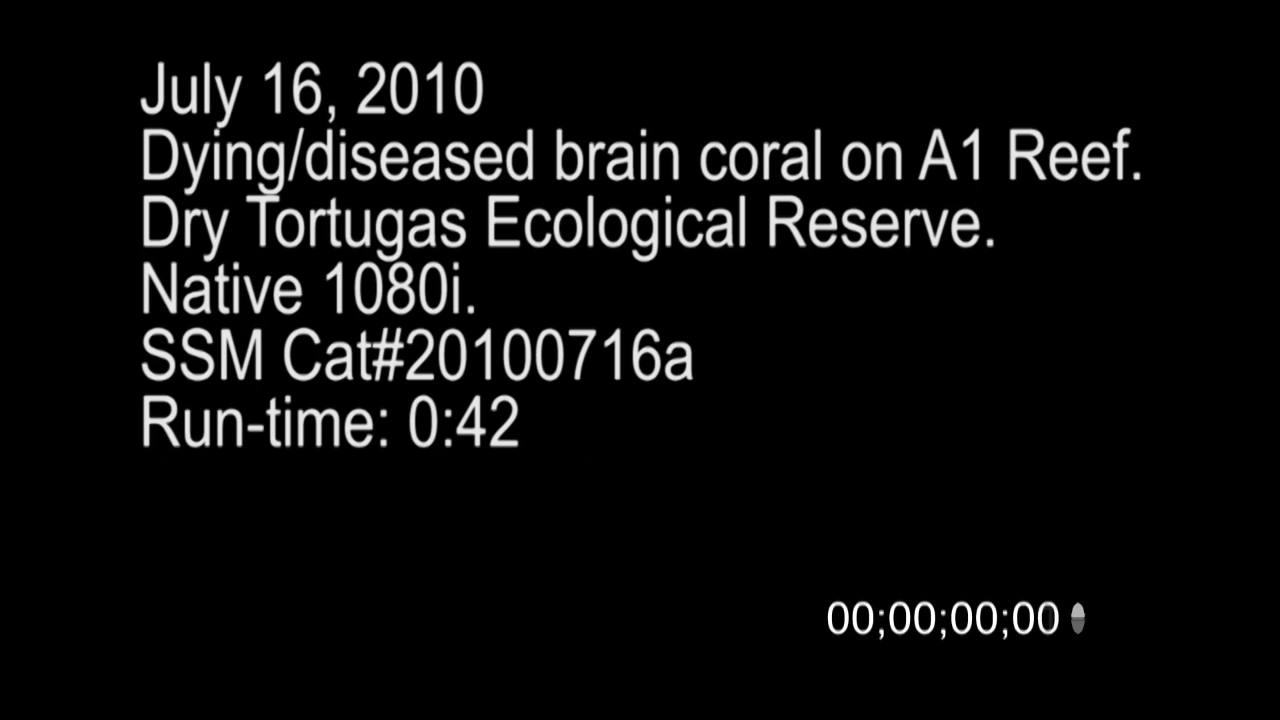 July 16, 2010
Dying/diseased brain coral on A1 Reef.
Dry Tortugas Ecological Reserve.
Native 1080i.
SSM Cat#20100716a
Run-time: 0:42
00;00;00;00